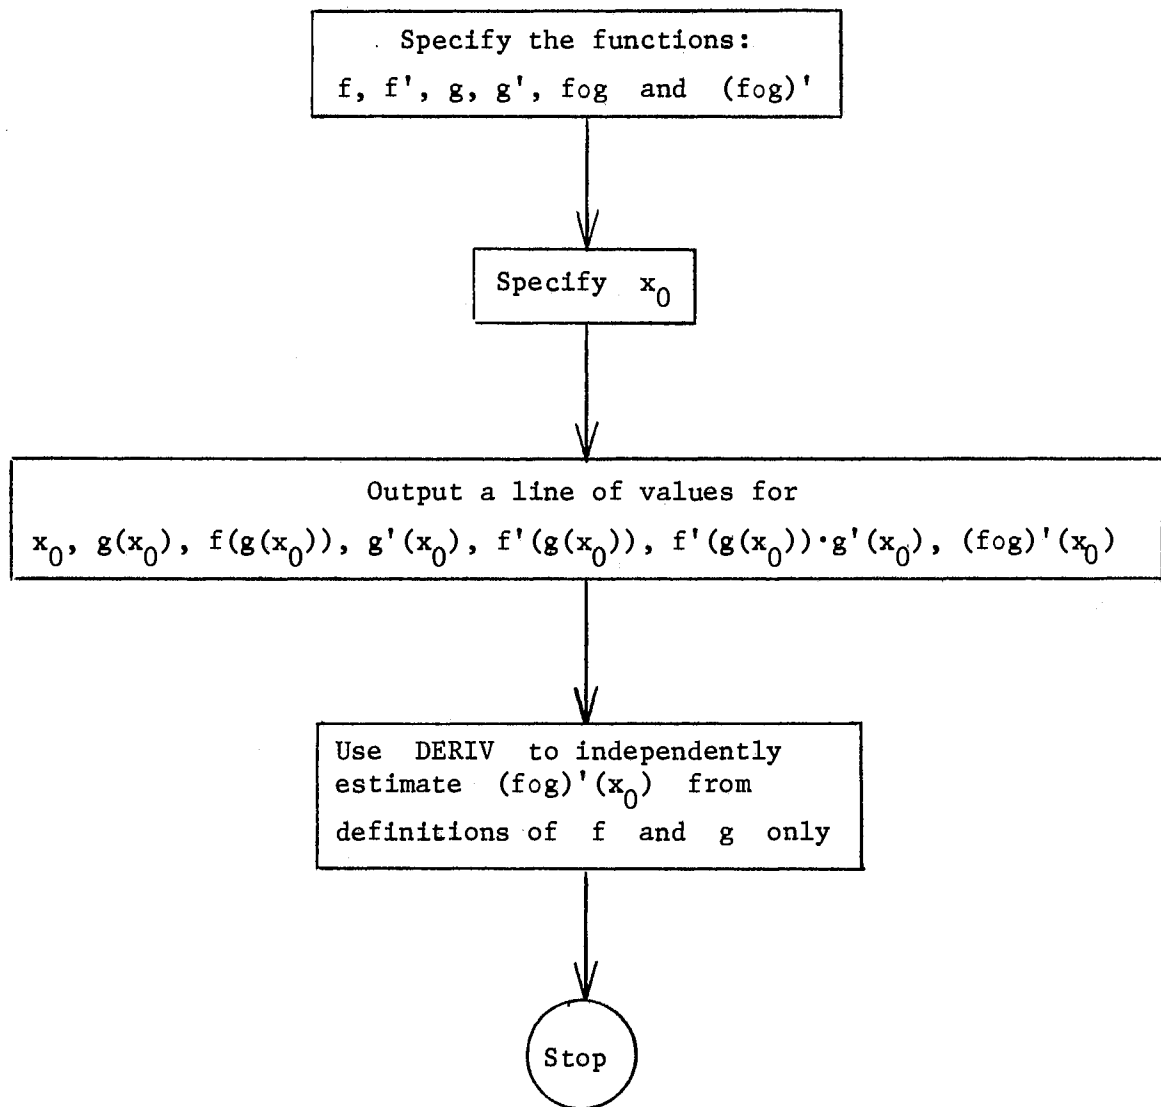 Specify the functions:
f, f', g, g', fog and (fog)'
Specify x₀
Output a line of values for
x₀, g(x₀), f(g(x₀)), g'(x₀), f'(g(x₀)), f'(g(x₀))·g'(x₀), (fog)'(x₀)
Use DERIV to independently
estimate (fog)'(x₀) from
definitions of f and g only
Stop